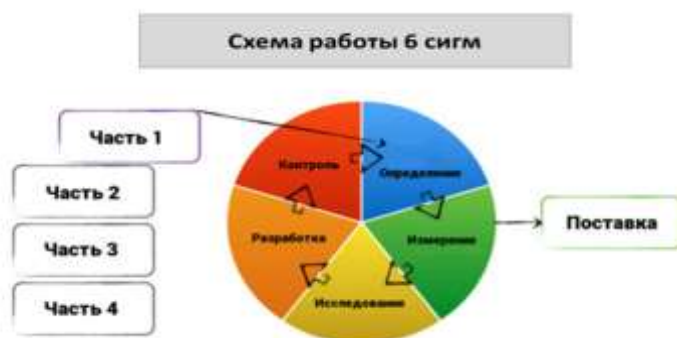 Схема работы 6 сигм
Часть 1
Часть 2
Часть 3
Часть 4
Контроль
Определение
Разработка
Измерение
Исследование
Поставка